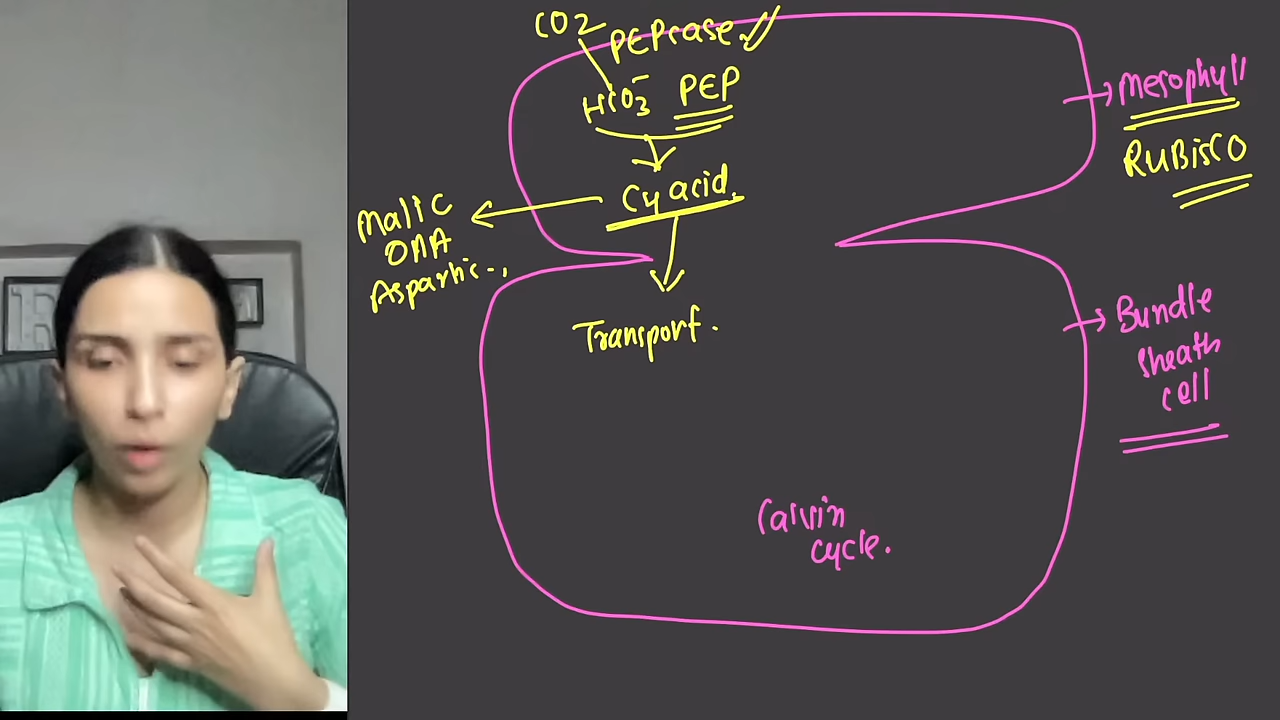 CO2
PEPcase.
HCO3⁻ PEP
C4 acid.
Malic
OAA
Aspartic..,
Transport.
Mesophyll
RUBISCO
Bundle
sheath
cell
Calvin
cycle.